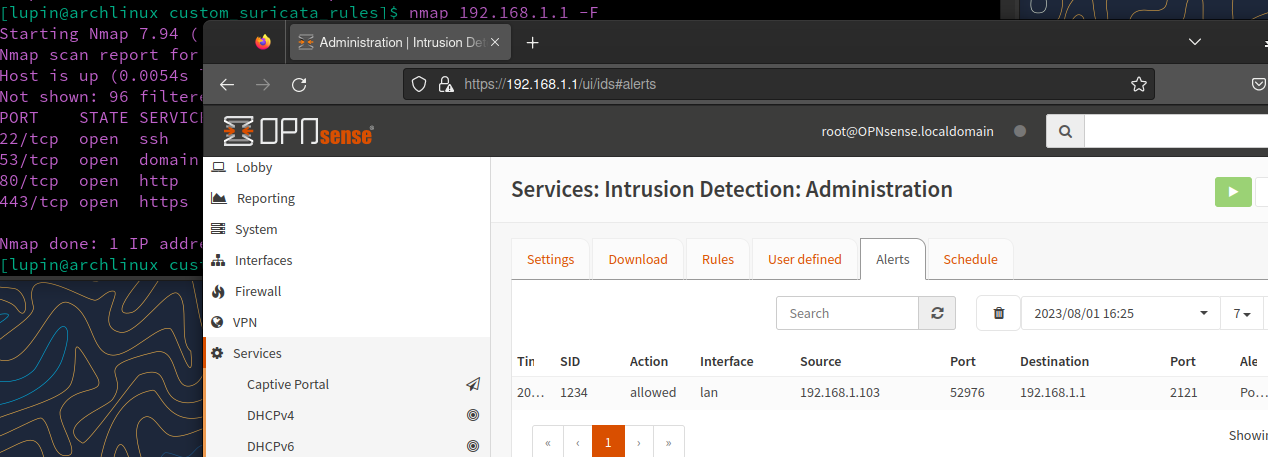 [lupin@archlinux custom_suricata_rules]$ nmap 192.168.1.1 -F
Starting Nmap 7.94 (
Nmap scan report for
Host is up (0.0054s
Not shown: 96 filter
PORT STATE SERVICE
22/tcp open ssh
53/tcp open domain
80/tcp open http
443/tcp open https
Nmap done: 1 IP addre
[lupin@archlinux cust
Administration | Intrusion Det
https://192.168.1.1/ui/ids#alerts
OPNsense
root@OPNsense.localdomain
Lobby
Reporting
System
Interfaces
Firewall
VPN
Services
Captive Portal
DHCPv4
DHCPv6
Services: Intrusion Detection: Administration
Settings Download Rules User defined Alerts Schedule
Search 2023/08/01 16:25 7
Tin SID Action Interface Source Port Destination Port Ale
20... 1234 allowed lan 192.168.1.103 52976 192.168.1.1 2121 Po...
« ‹ 1 › »
Showin